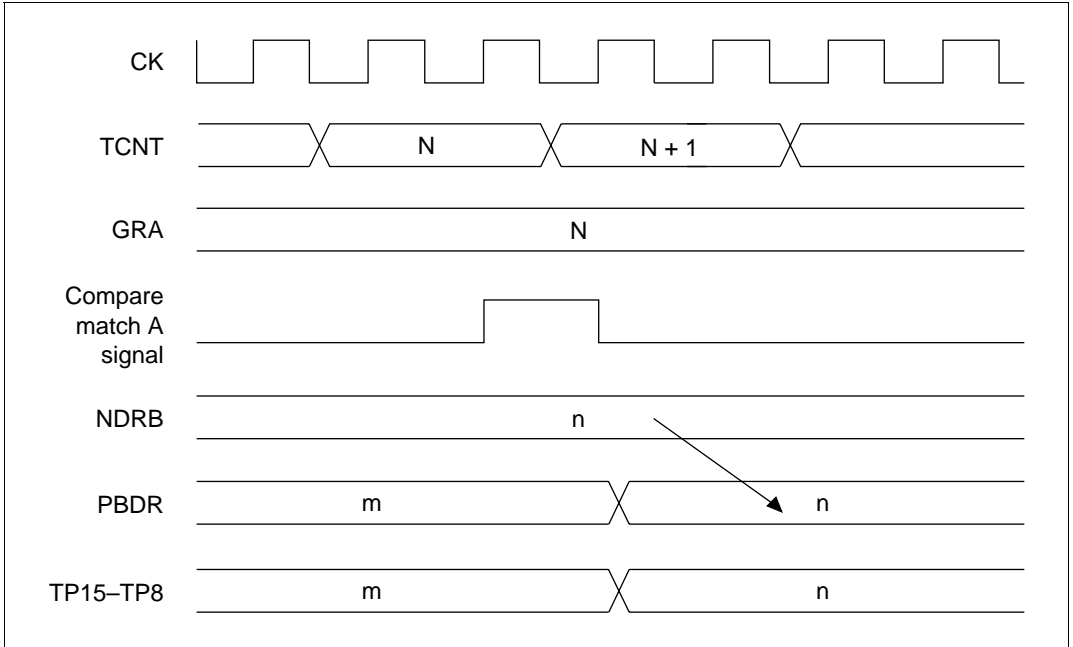 CK
TCNT
N
N + 1
GRA
N
Compare
match A
signal
NDRB
n
PBDR
m
n
TP15–TP8
m
n